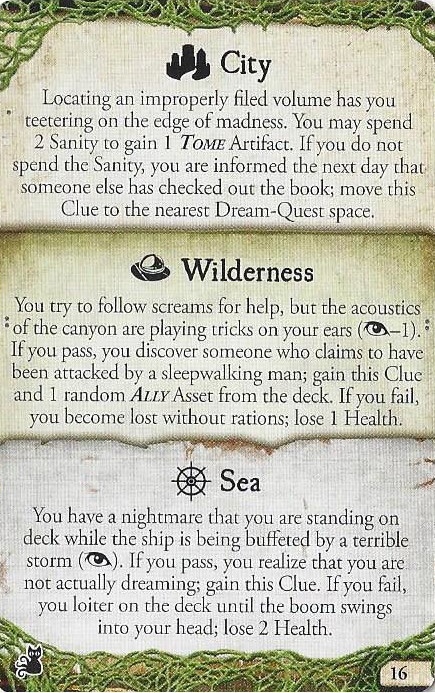 City
Locating an improperly filed volume has you
teetering on the edge of madness. You may spend
2 Sanity to gain 1 TOME Artifact. If you do not
spend the Sanity, you are informed the next day that
someone else has checked out the book; move this
Clue to the nearest Dream-Quest space.
Wilderness
You try to follow screams for help, but the acoustics
of the canyon are playing tricks on your ears (–1).
If you pass, you discover someone who claims to have
been attacked by a sleepwalking man; gain this Clue
and 1 random ALLY Asset from the deck. If you fail,
you become lost without rations; lose 1 Health.
Sea
You have a nightmare that you are standing on
deck while the ship is being buffeted by a terrible
storm (). If you pass, you realize that you are
not actually dreaming; gain this Clue. If you fail,
you loiter on the deck until the boom swings
into your head; lose 2 Health.
16